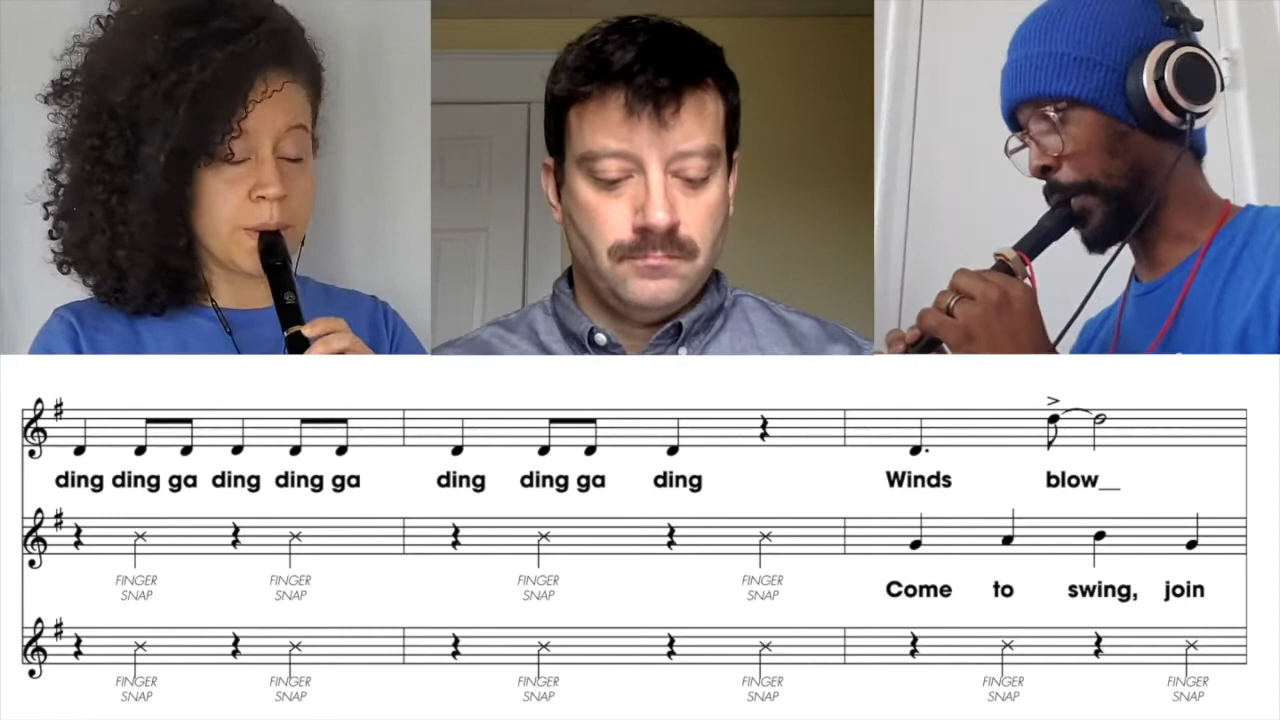 ding ding ga ding ding ga ding ding ga ding Winds blow__
FINGER SNAP FINGER SNAP FINGER SNAP FINGER SNAP
Come to swing, join
FINGER SNAP FINGER SNAP FINGER SNAP FINGER SNAP FINGER SNAP FINGER SNAP